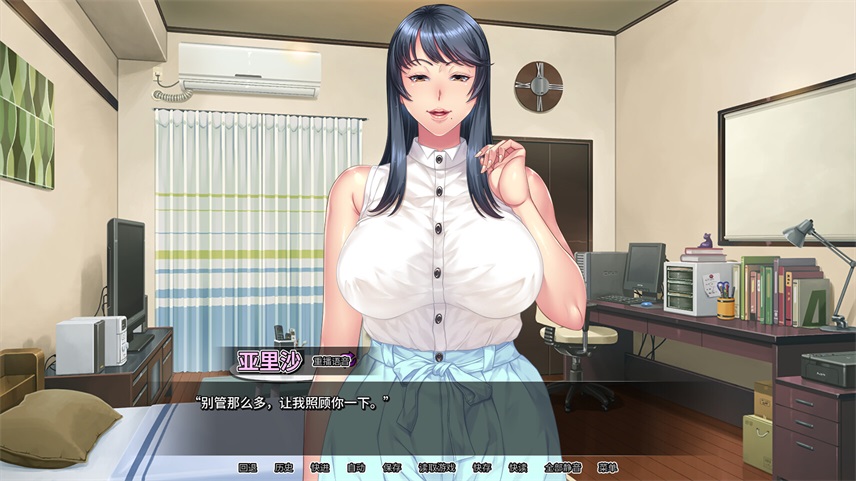 亚里沙 重播语音
“别管那么多，让我照顾你一下。”
回退 历史 快进 自动 保存 读取游戏 快存 快读 全部静音 菜单